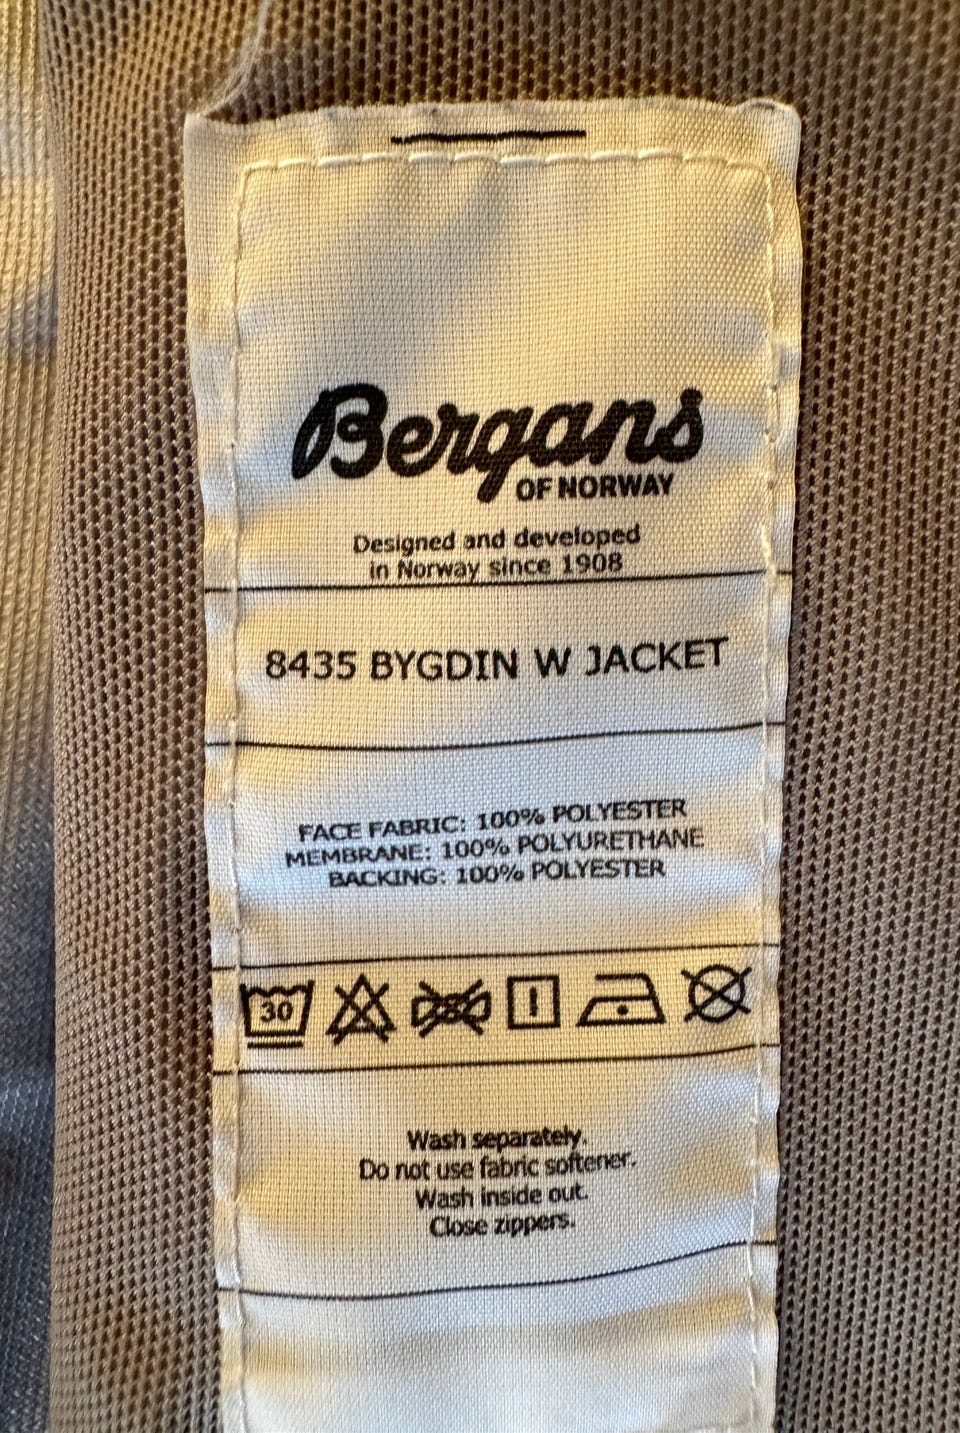 Bergans
OF NORWAY
Designed and developed
in Norway since 1908
8435 BYGDIN W JACKET
FACE FABRIC: 100% POLYESTER
MEMBRANE: 100% POLYURETHANE
BACKING: 100% POLYESTER
30
Wash separately.
Do not use fabric softener.
Wash inside out.
Close zippers.